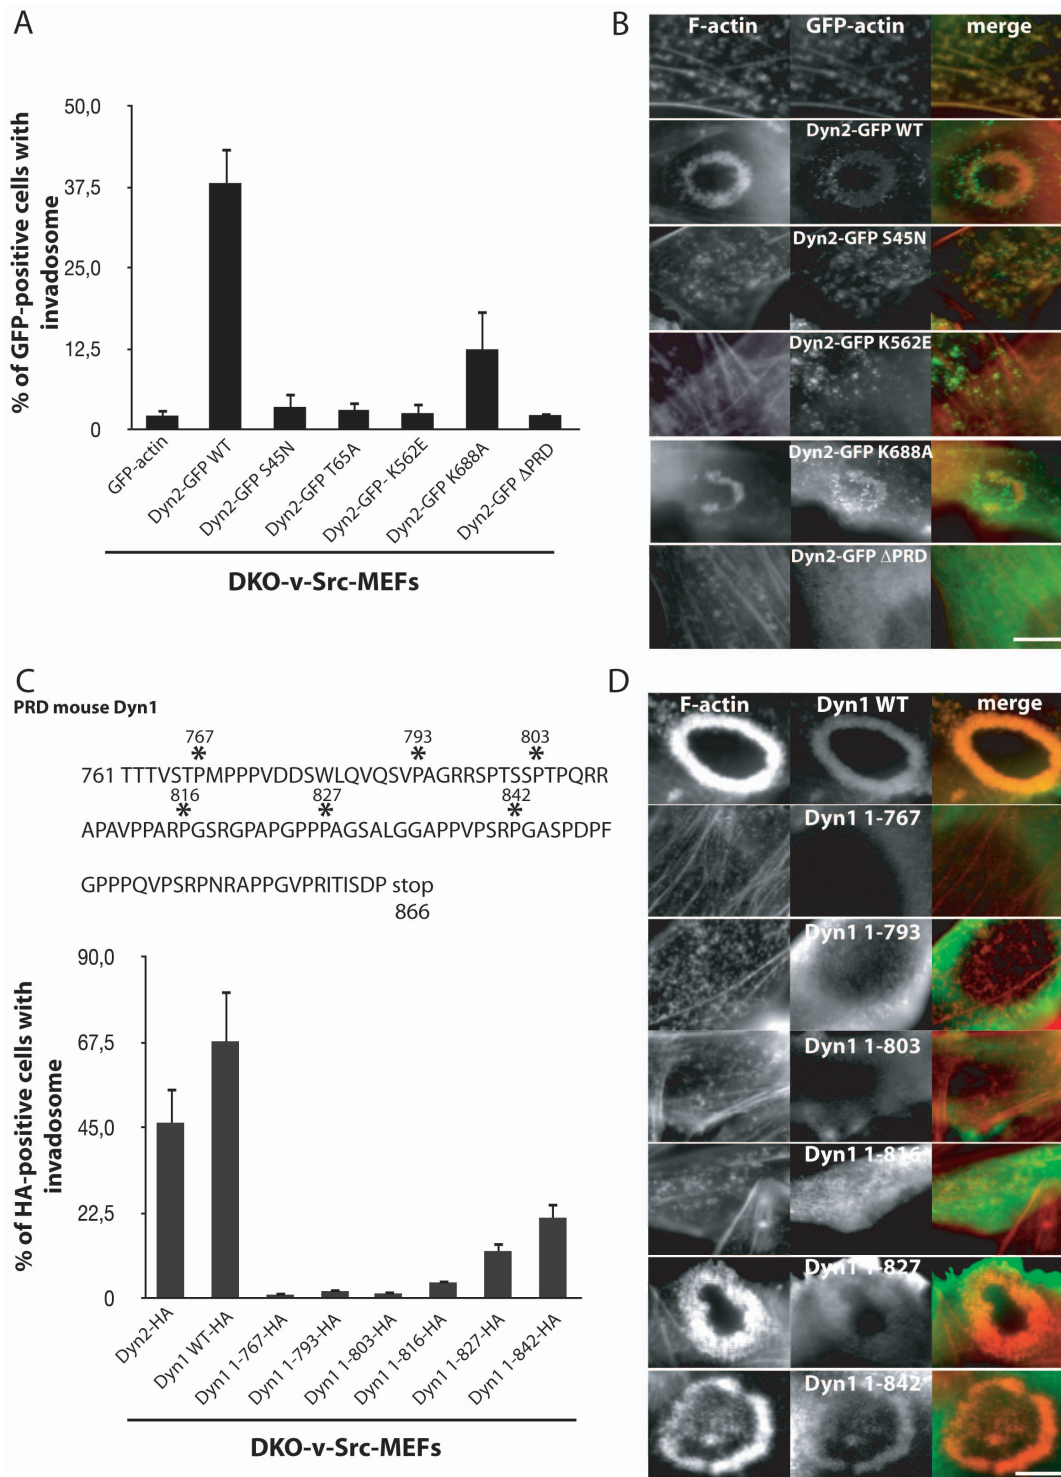 A
% of GFP-positive cells with
invadosome
50,0
37,5
25,0
12,5
0
GFP-actin
Dyn2-GFP WT
Dyn2-GFP S45N
Dyn2-GFP T65A
Dyn2-GFP- K562E
Dyn2-GFP K688A
Dyn2-GFP ΔPRD
DKO-v-Src-MEFs
B
F-actin GFP-actin merge
Dyn2-GFP WT
Dyn2-GFP S45N
Dyn2-GFP K562E
Dyn2-GFP K688A
Dyn2-GFP ΔPRD
C
PRD mouse Dyn1
767 793 803
* * *
761 TTTVSTPMPPPVDDSWLQVQSVPAGRRSPTSSPTPQRR
816 827 842
* * *
APAVPPARPGSRGPAPGPPPAGSALGGAPPVPSRPGASPDPF
GPPPQVPSRPNRAPPGVPRITISDP stop
866
% of HA-positive cells with
invadosome
90,0
67,5
45,0
22,5
0
Dyn2-HA
Dyn1 WT-HA
Dyn1 1-767-HA
Dyn1 1-793-HA
Dyn1 1-803-HA
Dyn1 1-816-HA
Dyn1 1-827-HA
Dyn1 1-842-HA
DKO-v-Src-MEFs
D
F-actin Dyn1 WT merge
Dyn1 1-767
Dyn1 1-793
Dyn1 1-803
Dyn1 1-816
Dyn1 1-827
Dyn1 1-842